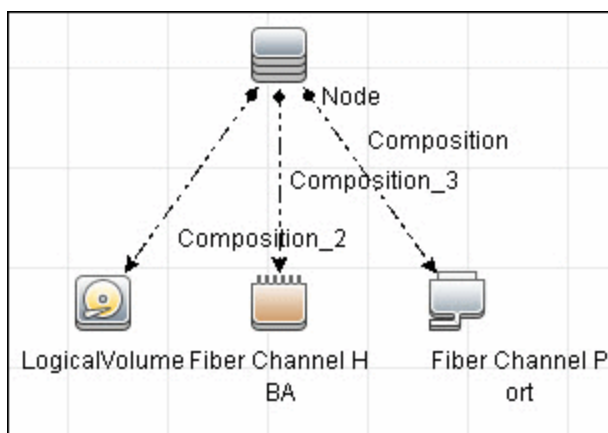 Node
Composition
Composition_3
Composition_2
LogicalVolume
Fiber Channel H
BA
Fiber Channel P
ort